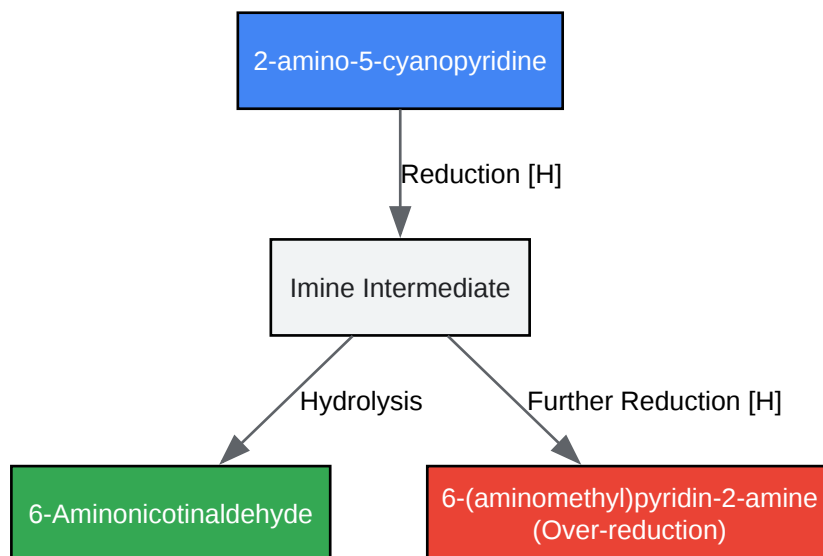 2-amino-5-cyanopyridine
Reduction [H]
Imine Intermediate
Hydrolysis
Further Reduction [H]
6-Aminonicotinaldehyde
6-(aminomethyl)pyridin-2-amine
(Over-reduction)